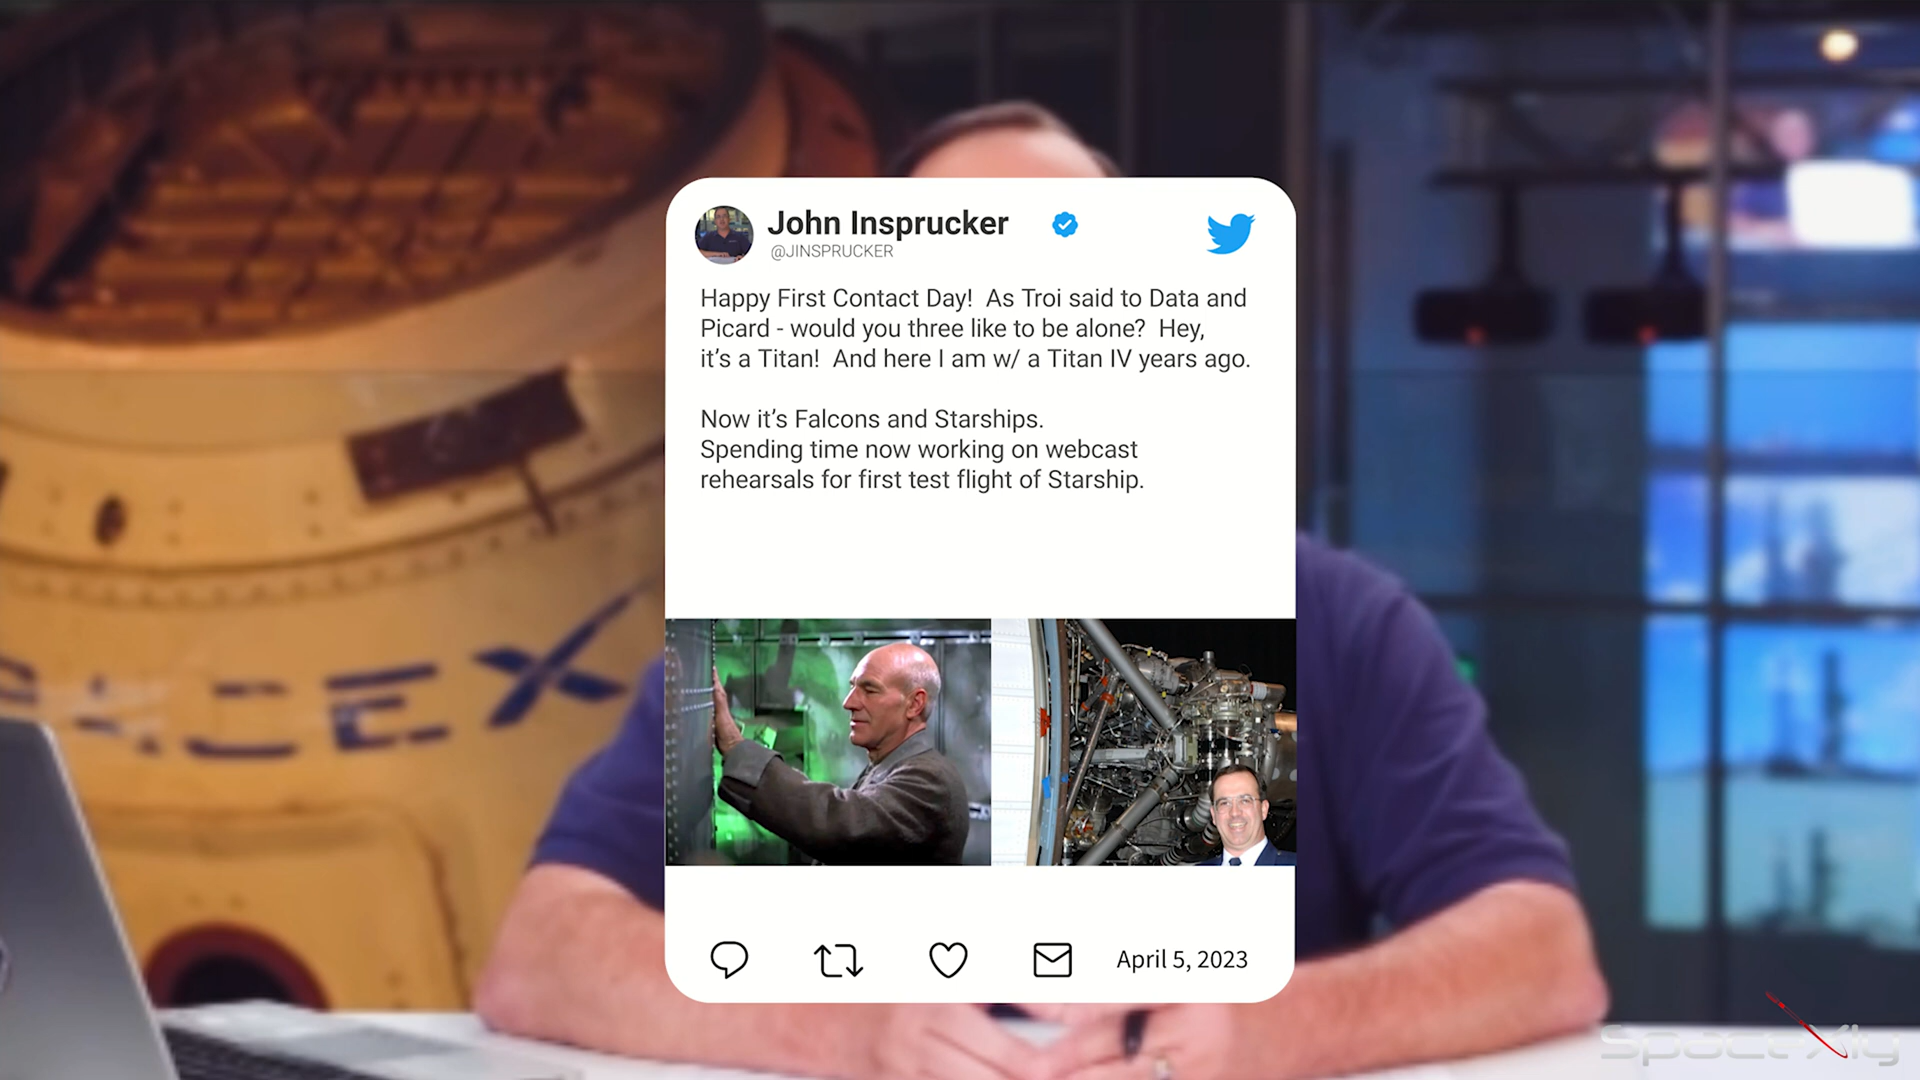 John Insprucker
@JINSPRUCKER
Happy First Contact Day! As Troi said to Data and
Picard - would you three like to be alone? Hey,
it's a Titan! And here I am w/ a Titan IV years ago.
Now it's Falcons and Starships.
Spending time now working on webcast
rehearsals for first test flight of Starship.
April 5, 2023
SPACEX
SpaceXly